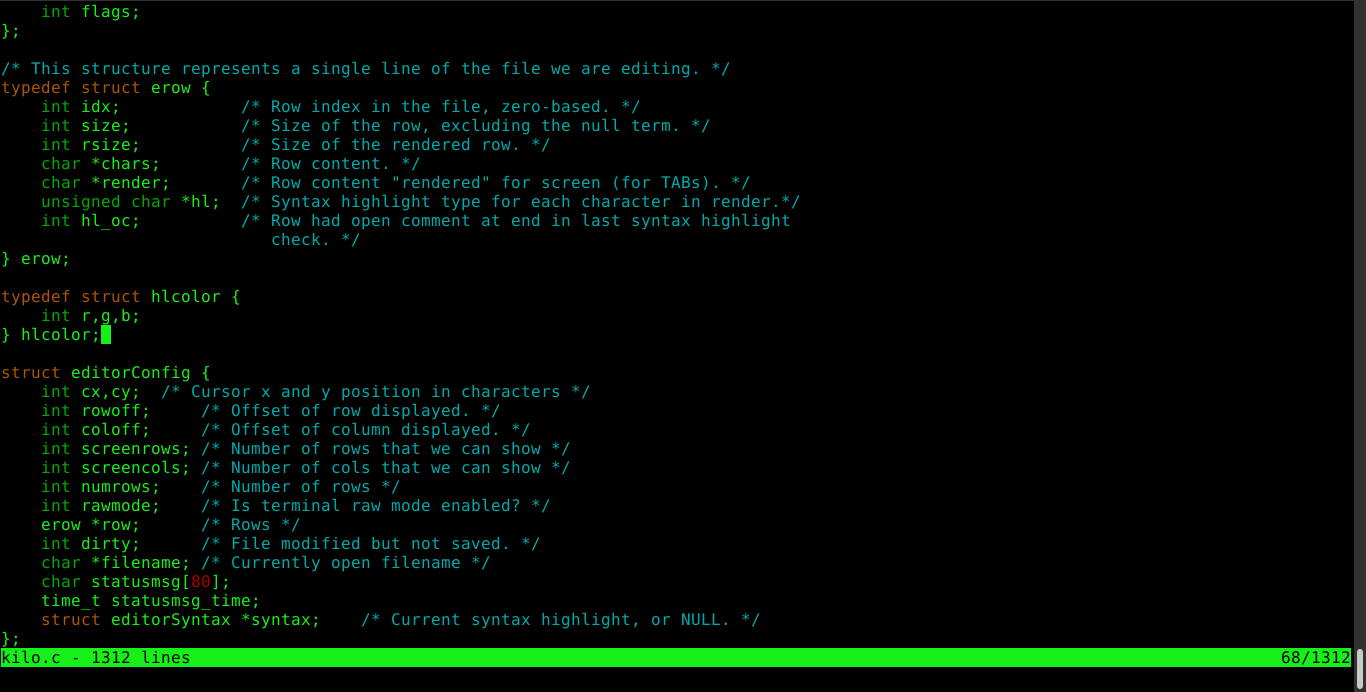 int flags;
};

/* This structure represents a single line of the file we are editing. */
typedef struct erow {
    int idx;            /* Row index in the file, zero-based. */
    int size;           /* Size of the row, excluding the null term. */
    int rsize;          /* Size of the rendered row. */
    char *chars;        /* Row content. */
    char *render;       /* Row content "rendered" for screen (for TABs). */
    unsigned char *hl;  /* Syntax highlight type for each character in render.*/
    int hl_oc;          /* Row had open comment at end in last syntax highlight
                           check. */
} erow;

typedef struct hlcolor {
    int r,g,b;
} hlcolor;

struct editorConfig {
    int cx,cy;  /* Cursor x and y position in characters */
    int rowoff;     /* Offset of row displayed. */
    int coloff;     /* Offset of column displayed. */
    int screenrows; /* Number of rows that we can show */
    int screencols; /* Number of cols that we can show */
    int numrows;    /* Number of rows */
    int rawmode;    /* Is terminal raw mode enabled? */
    erow *row;      /* Rows */
    int dirty;      /* File modified but not saved. */
    char *filename; /* Currently open filename */
    char statusmsg[80];
    time_t statusmsg_time;
    struct editorSyntax *syntax;    /* Current syntax highlight, or NULL. */
};
kilo.c - 1312 lines 68/1312